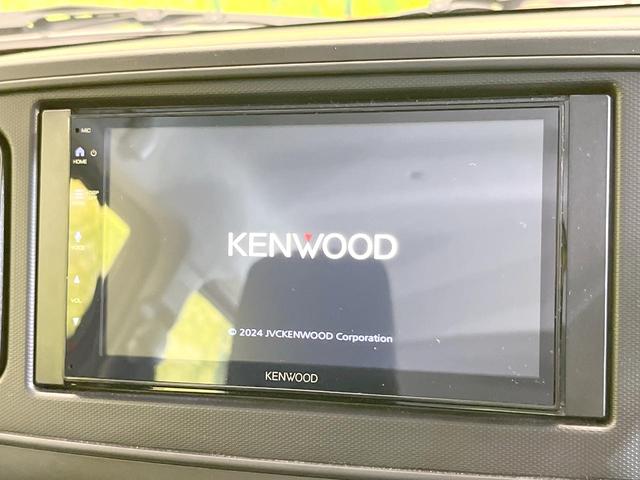 MIC
HOME
KENWOOD
VOICE
VOL
© 2024 JVCKENWOOD Corporation
KENWOOD